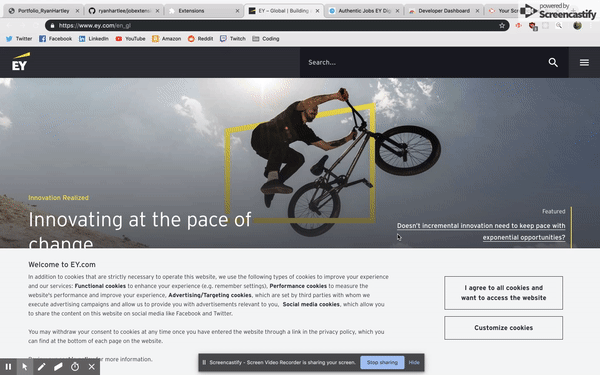 Portfolio_RyanHartley
ryanhartlee/jobextens
Extensions
EY – Global | Building
Authentic Jobs EY Dig
Developer Dashboard
Your Scre
powered by
Screencastify
https://www.ey.com/en_gl
Twitter
Facebook
YouTube
Amazon
Reddit
Twitch
Coding
EY
Search...
Innovation Realized
Innovating at the pace of
change
Featured
Doesn't incremental innovation need to keep pace with
exponential opportunities?
Welcome to EY.com
In addition to cookies that are strictly necessary to operate this website, we use the following types of cookies to improve your experience
and our services: Functional cookies to enhance your experience (e.g. remember settings), Performance cookies to measure the
website's performance and improve your experience, Advertising/Targeting cookies, which are set by third parties with whom we
execute advertising campaigns and allow us to provide you with advertisements relevant to you, Social media cookies, which allow you
to share the content on this website on social media like Facebook and Twitter.
You may withdraw your consent to cookies at any time once you have entered the website through a link in the privacy policy, which you
can find at the bottom of each page on the website.
for more information.
I agree to all cookies and
want to access the website
Customize cookies
Screencastify - Screen Video Recorder is sharing your screen.
Stop sharing
Hide